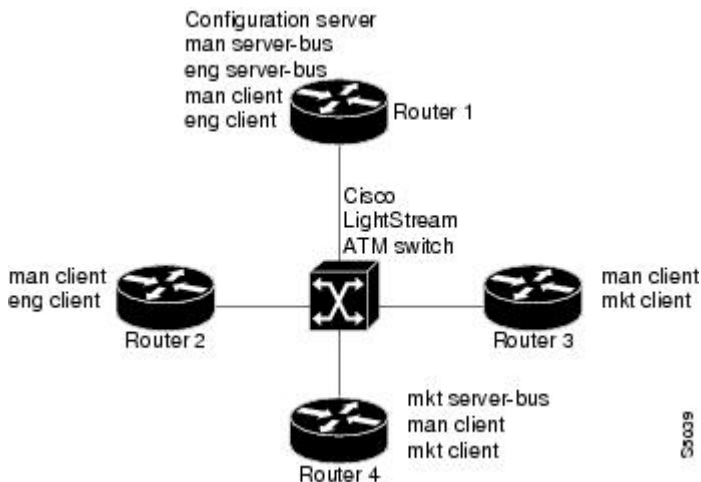 Configuration server
man server-bus
eng server-bus
man client
eng client
Router 1
Cisco
LightStream
ATM switch
man client
eng client
Router 2
man client
mkt client
Router 3
mkt server-bus
man client
mkt client
Router 4
S5039